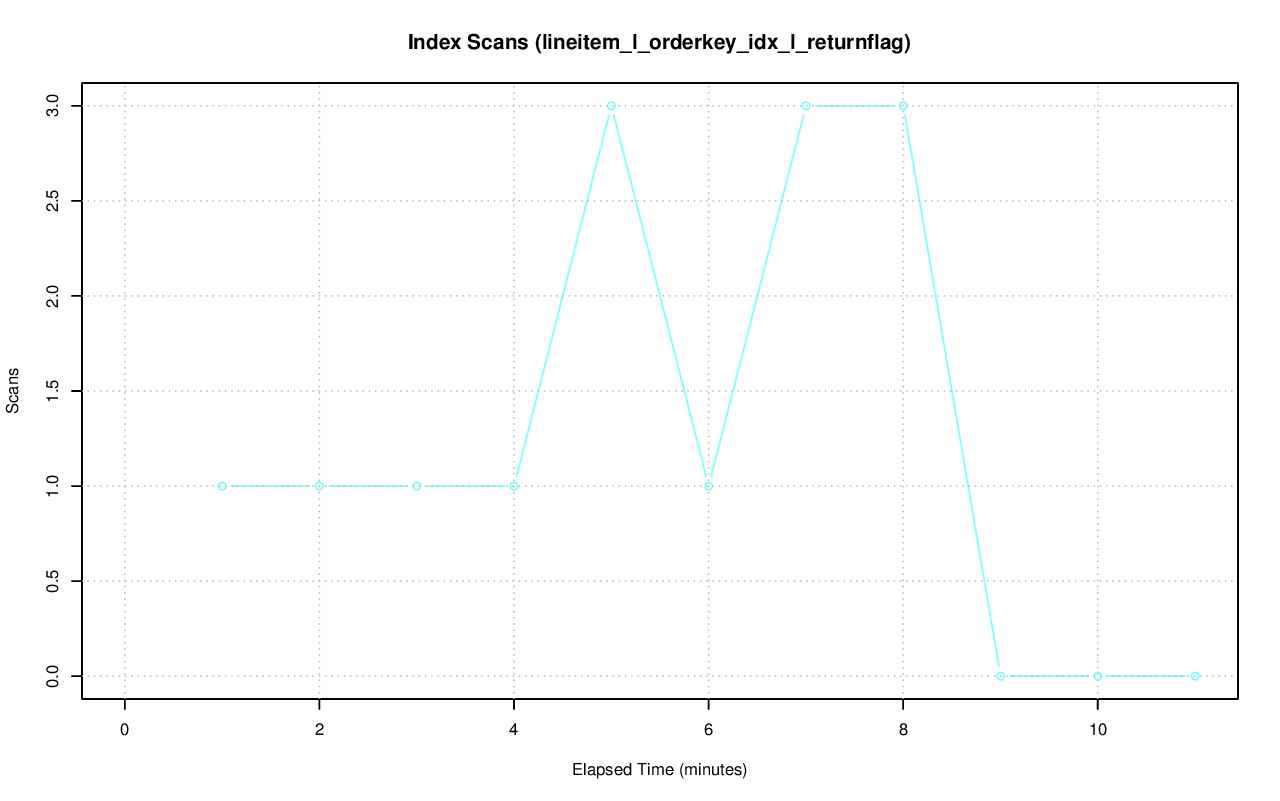 Index Scans (lineitem_l_orderkey_idx_l_returnflag)
Scans
3.0
2.5
2.0
1.5
1.0
0.5
0.0
0 2 4 6 8 10
Elapsed Time (minutes)